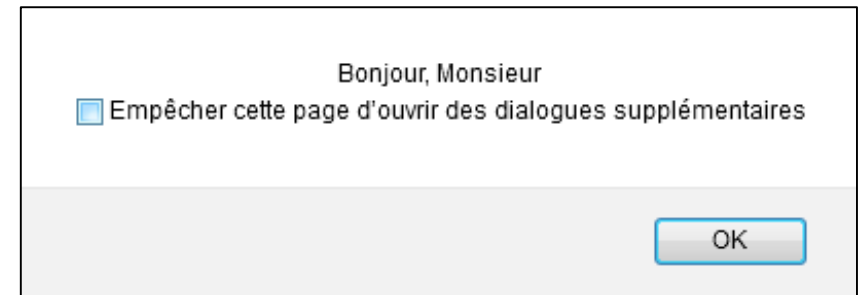 Bonjour, Monsieur
Empêcher cette page d'ouvrir des dialogues supplémentaires
OK